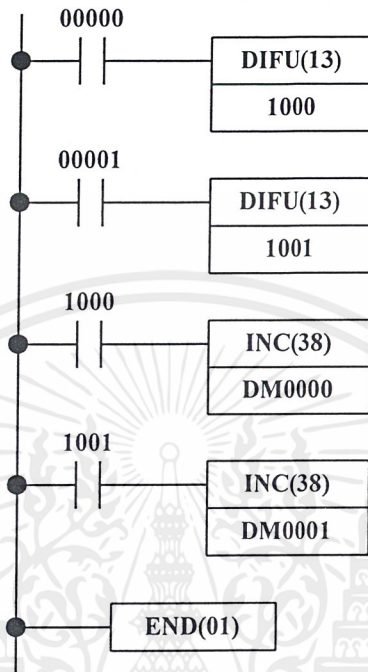 00000
DIFU(13)
1000
00001
DIFU(13)
1001
1000
INC(38)
DM0000
1001
INC(38)
DM0001
END(01)